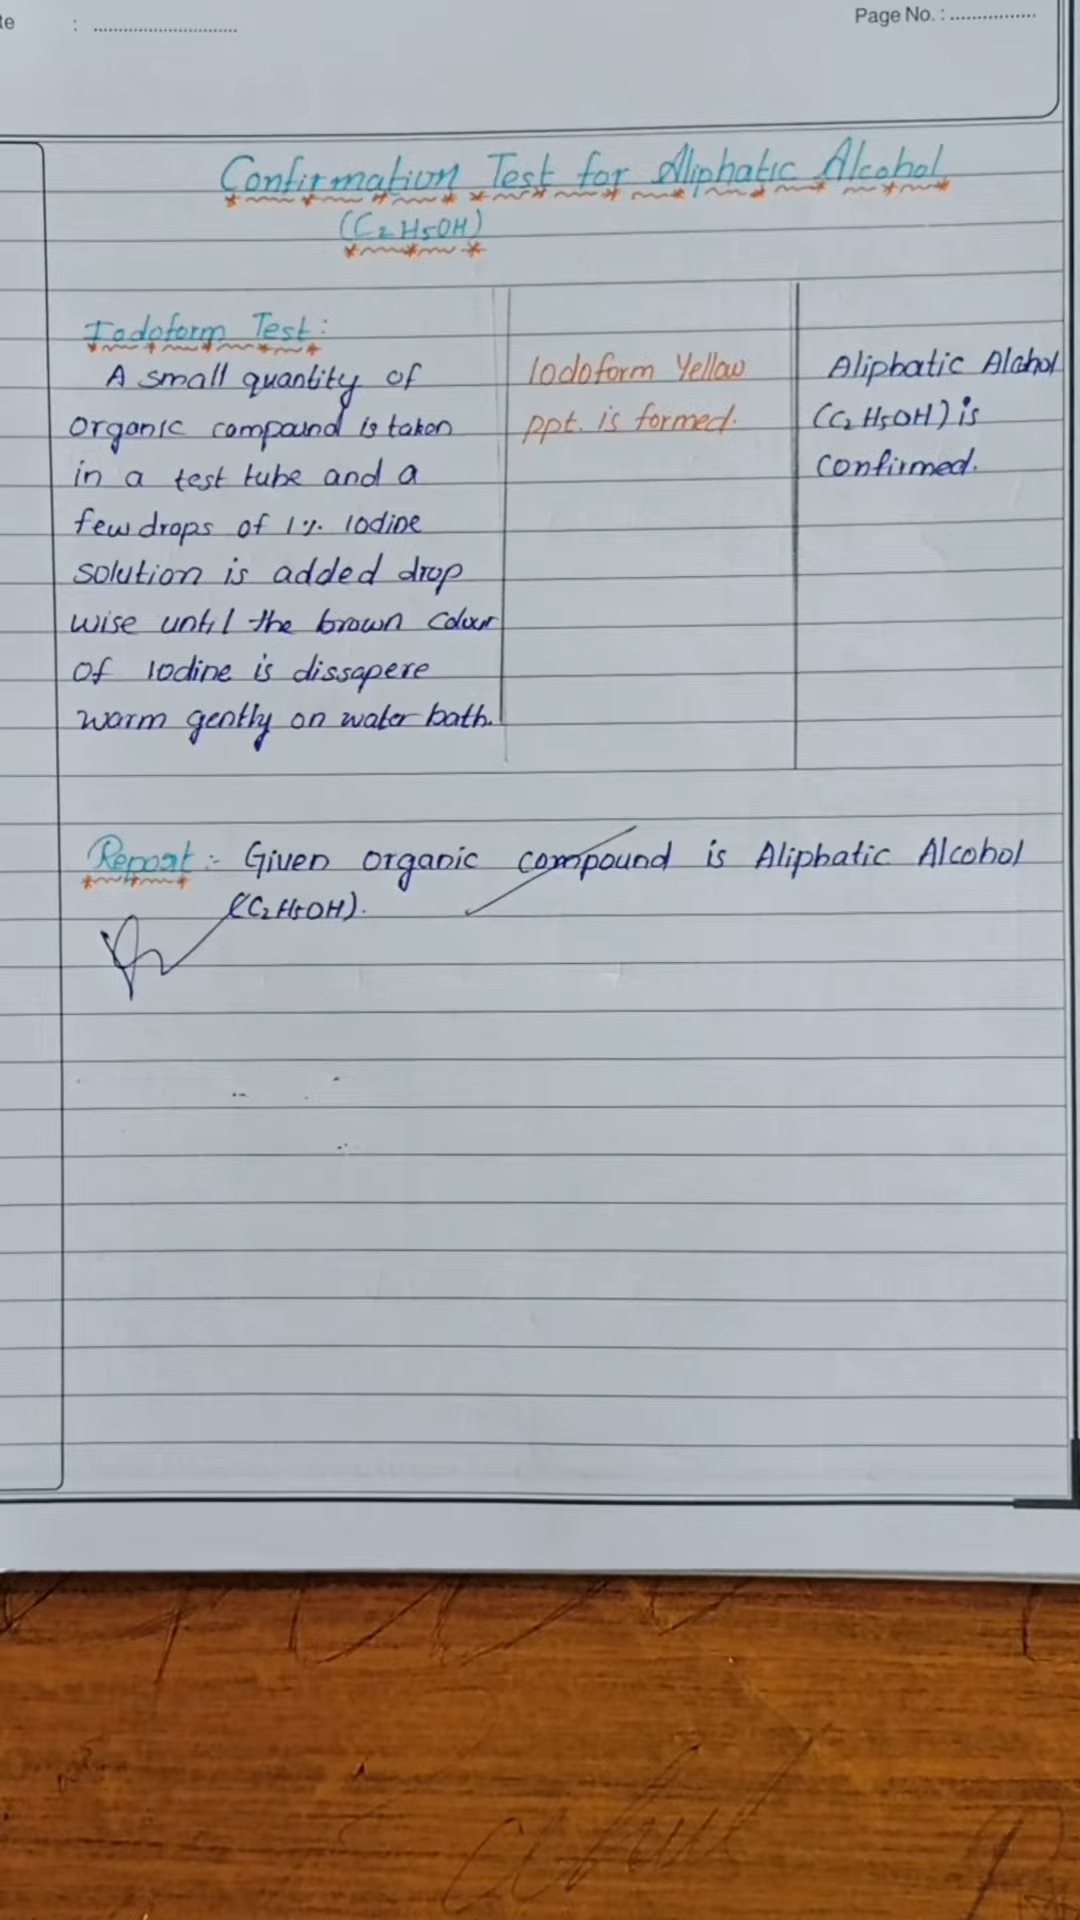 te : ............................
Page No. : .................
Confirmation Test for Aliphatic Alcohol
(C₂H₅OH)
Iodoform Test:
A small quantity of
organic compound is taken
in a test tube and a
few drops of 1% Iodine
solution is added drop
wise until the brown colour
of Iodine is dissapere
warm gently on water bath.
Iodoform Yellow
ppt. is formed.
Aliphatic Alcohol
(C₂H₅OH) is
confirmed.
Report :- Given organic compound is Aliphatic Alcohol
(C₂H₅OH).